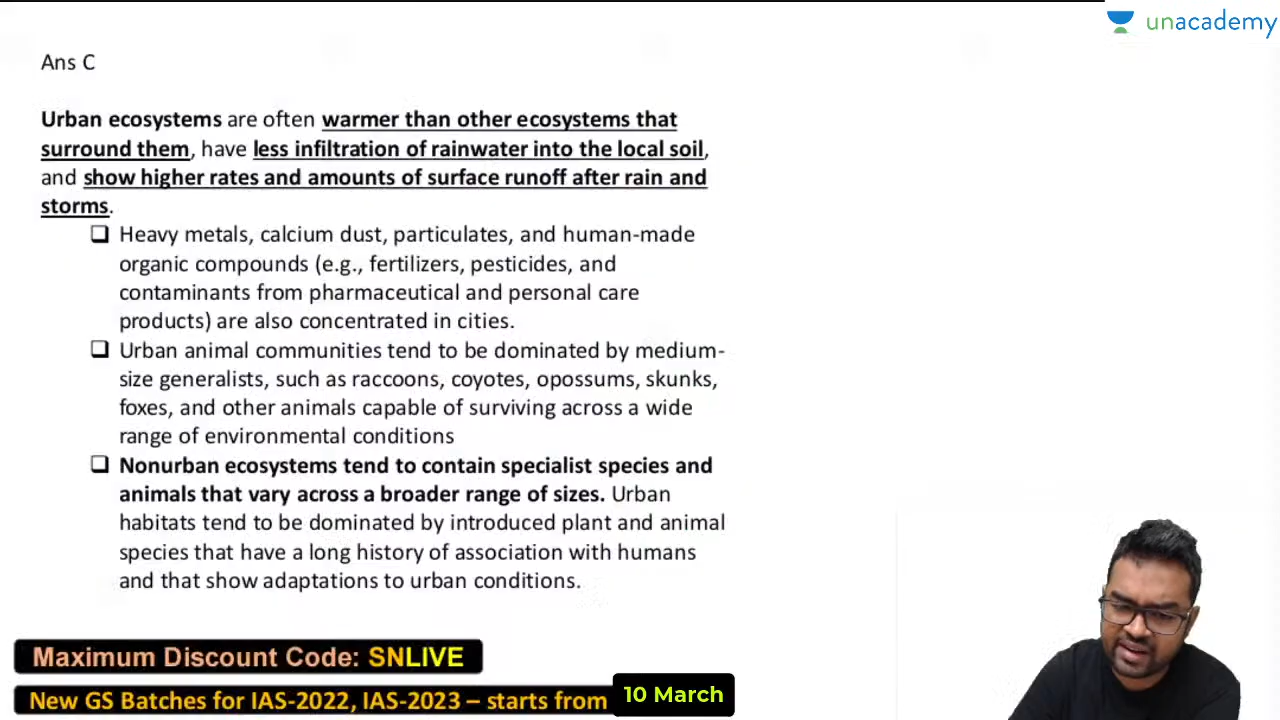 unacademy
Ans C
Urban ecosystems are often warmer than other ecosystems that
surround them, have less infiltration of rainwater into the local soil,
and show higher rates and amounts of surface runoff after rain and
storms.
Heavy metals, calcium dust, particulates, and human-made
organic compounds (e.g., fertilizers, pesticides, and
contaminants from pharmaceutical and personal care
products) are also concentrated in cities.
Urban animal communities tend to be dominated by medium-
size generalists, such as raccoons, coyotes, opossums, skunks,
foxes, and other animals capable of surviving across a wide
range of environmental conditions
Nonurban ecosystems tend to contain specialist species and
animals that vary across a broader range of sizes. Urban
habitats tend to be dominated by introduced plant and animal
species that have a long history of association with humans
and that show adaptations to urban conditions.
Maximum Discount Code: SNLIVE
New GS Batches for IAS-2022, IAS-2023 – starts from 10 March